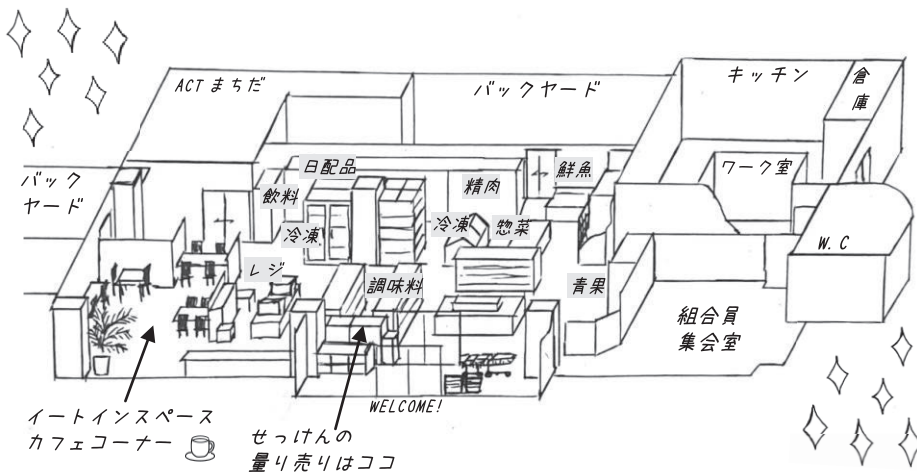 ACT まちだ
バックヤード
キッチン
倉
庫
バック
ヤード
日配品
飲料
冷凍
精肉
鮮魚
冷凍
惣菜
ワーク室
W.C
レジ
調味料
青果
組合員
集会室
WELCOME!
イートインスペース
カフェコーナー
せっけんの
量り売りはココ